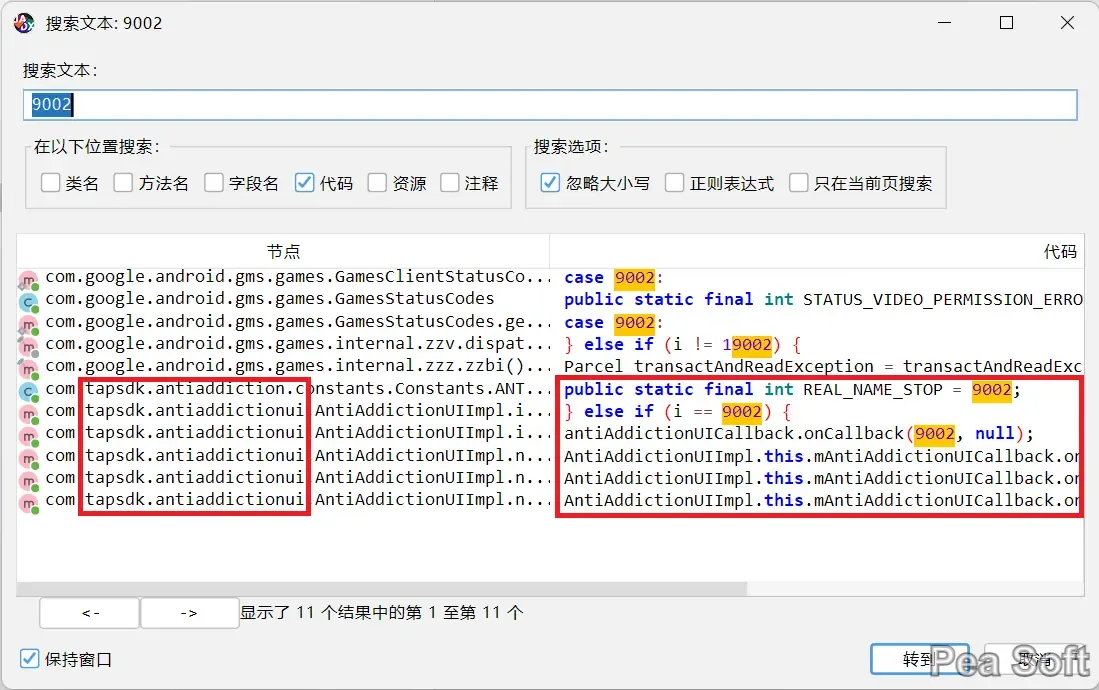 搜索文本: 9002
搜索文本:
9002
在以下位置搜索:
搜索选项:
类名 方法名 字段名 代码 资源 注释
忽略大小写 正则表达式 只在当前页搜索
节点 代码
com.google.android.gms.games.GamesClientStatusCo... case 9002:
com.google.android.gms.games.GamesStatusCodes public static final int STATUS_VIDEO_PERMISSION_ERRO
com.google.android.gms.games.GamesStatusCodes.ge... case 9002:
com.google.android.gms.games.internal.zzv.dispat... } else if (i != 19002) {
com.google.android.gms.games.internal.zzz.zzbi()... Parcel transactAndReadException = transactAndReadExc
com tapsdk.antiaddiction.constants.Constants.ANT... public static final int REAL_NAME_STOP = 9002;
com tapsdk.antiaddictionui AntiAddictionUIImpl.i... } else if (i == 9002) {
com tapsdk.antiaddictionui AntiAddictionUIImpl.i... antiAddictionUICallback.onCallback(9002, null);
com tapsdk.antiaddictionui AntiAddictionUIImpl.n... AntiAddictionUIImpl.this.mAntiAddictionUICallback.on
com tapsdk.antiaddictionui AntiAddictionUIImpl.n... AntiAddictionUIImpl.this.mAntiAddictionUICallback.on
com tapsdk.antiaddictionui AntiAddictionUIImpl.n... AntiAddictionUIImpl.this.mAntiAddictionUICallback.on
<- -> 显示了 11 个结果中的第 1 至第 11 个
保持窗口 转到 取消
Pea Soft